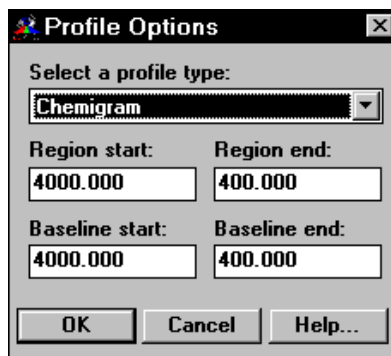 Profile Options
Select a profile type:
Chemigram
Region start: Region end:
4000.000 400.000
Baseline start: Baseline end:
4000.000 400.000
OK Cancel Help...